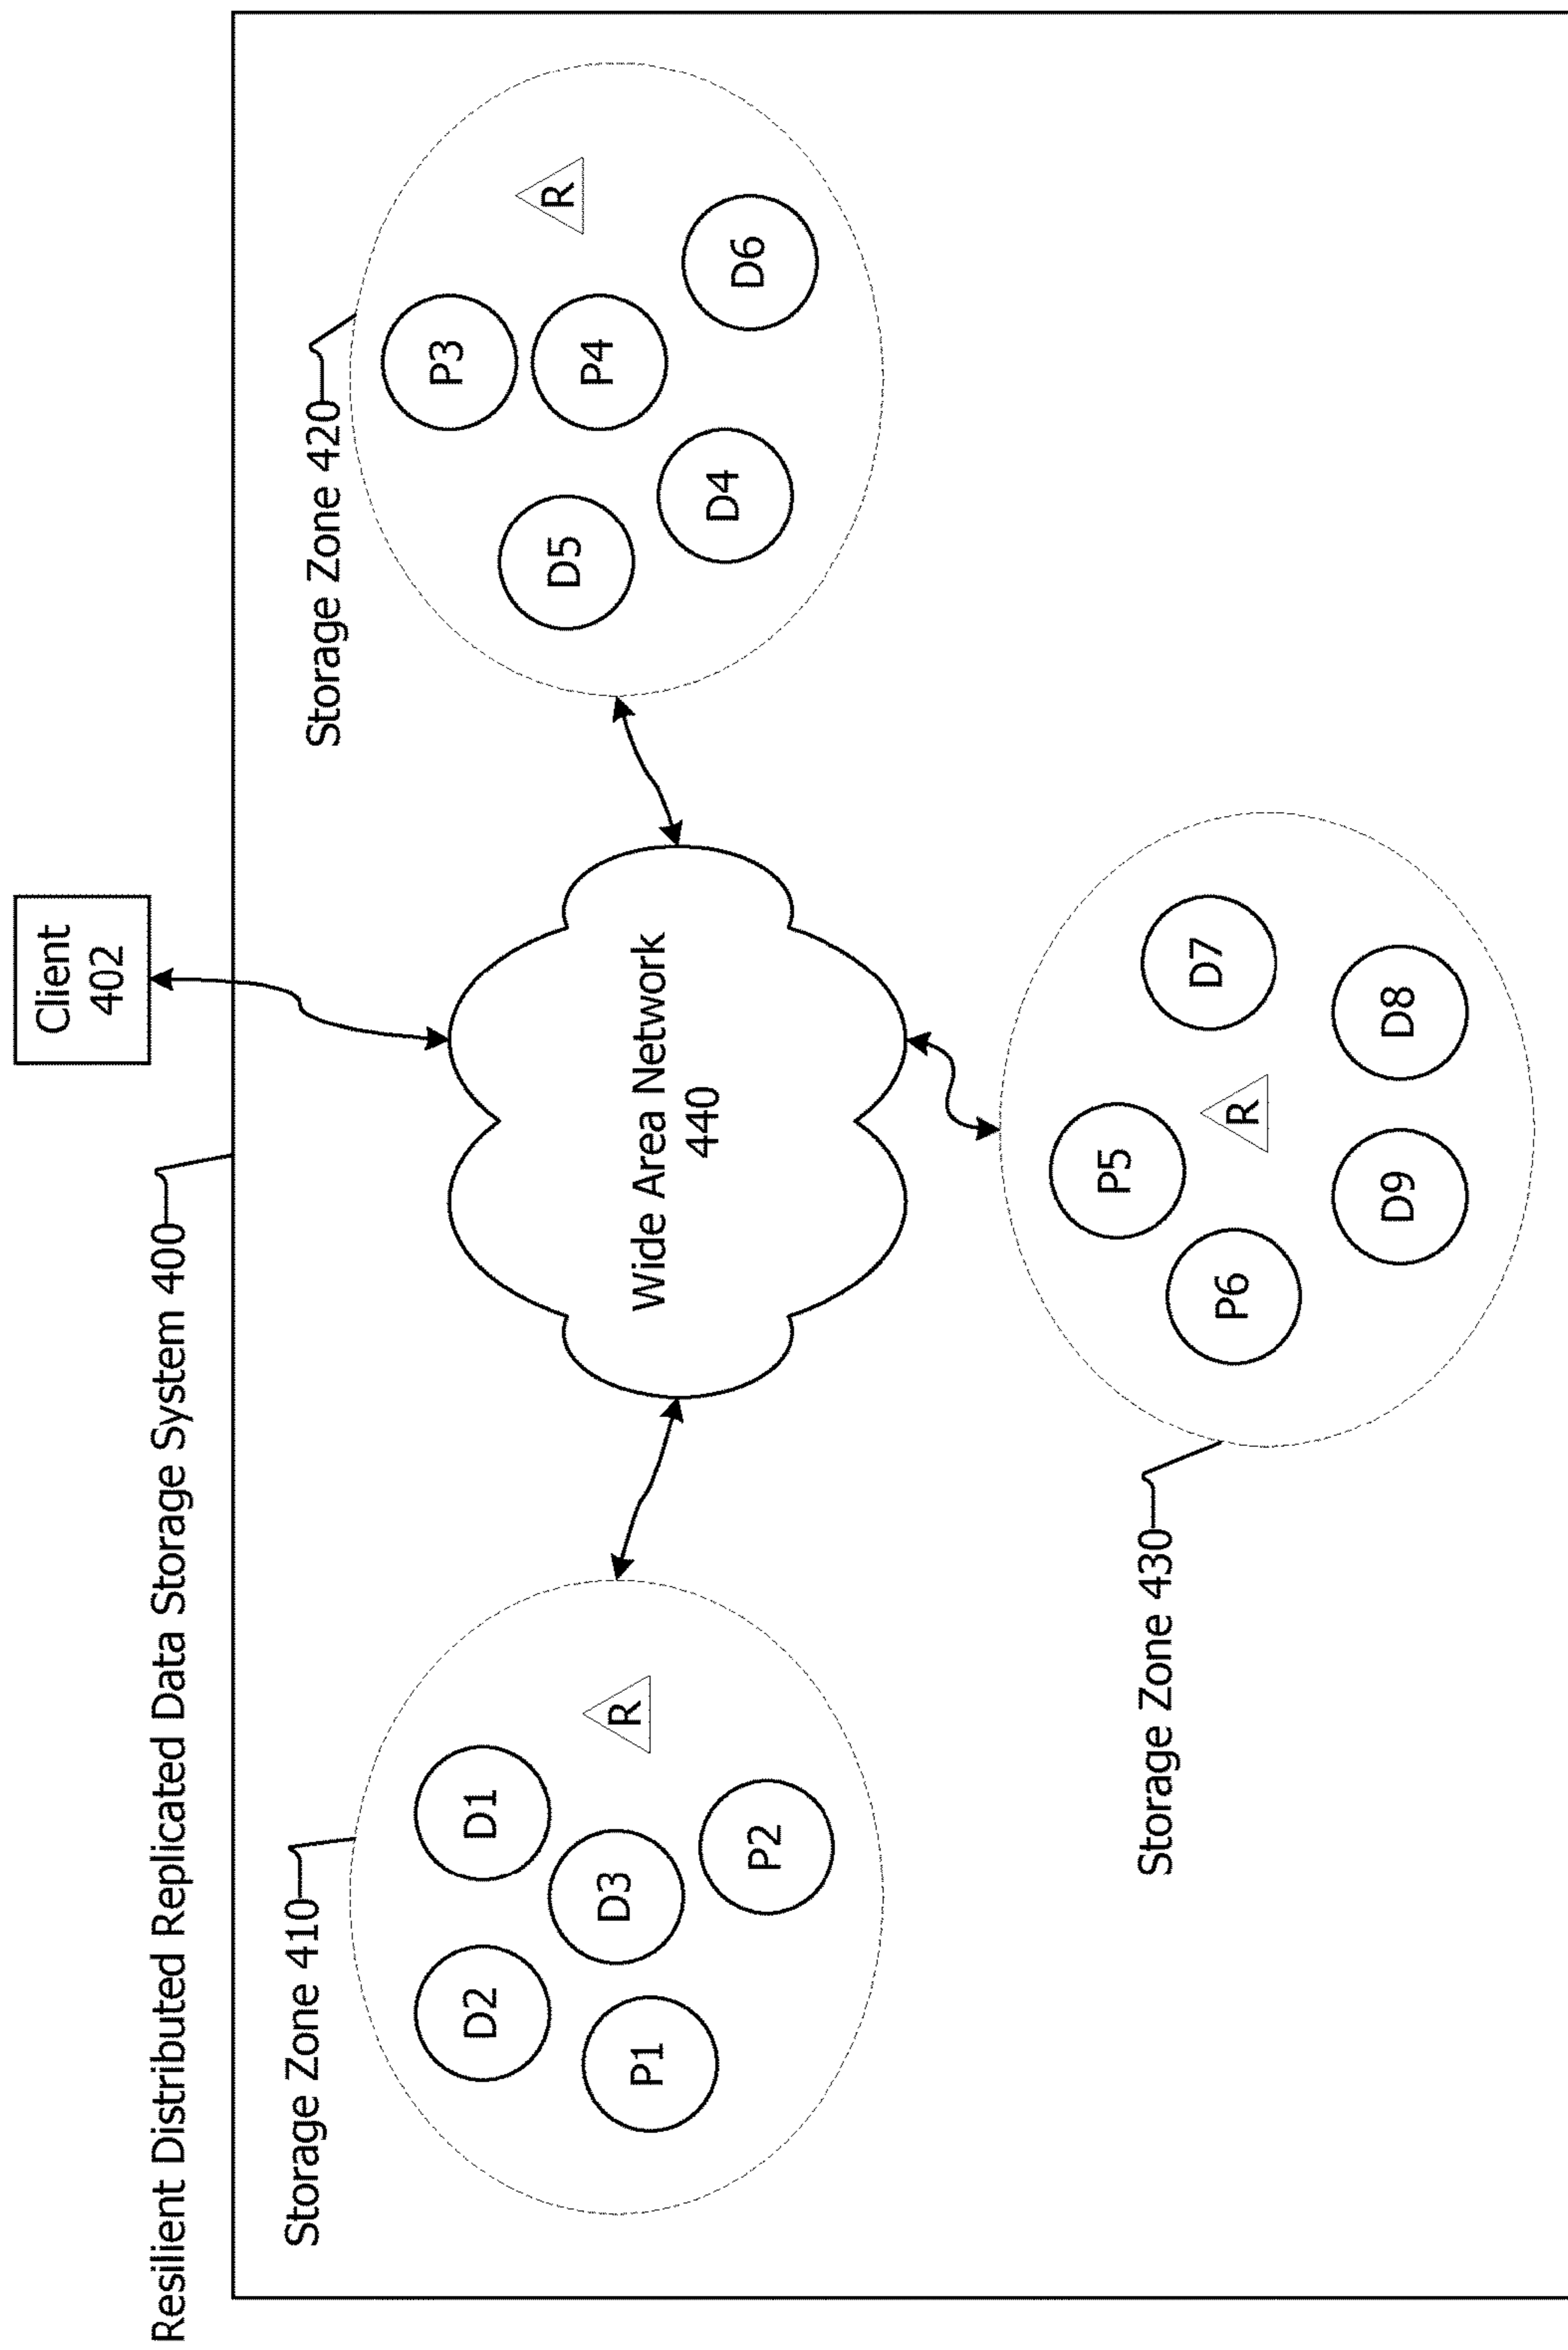 Resilient Distributed Replicated Data Storage System 400
Client
402
Storage Zone 410
D2
D1
D3
P1
P2
R
Wide Area Network
440
Storage Zone 420
P3
D5
P4
R
D4
D6
Storage Zone 430
P5
P6
D7
R
D9
D8